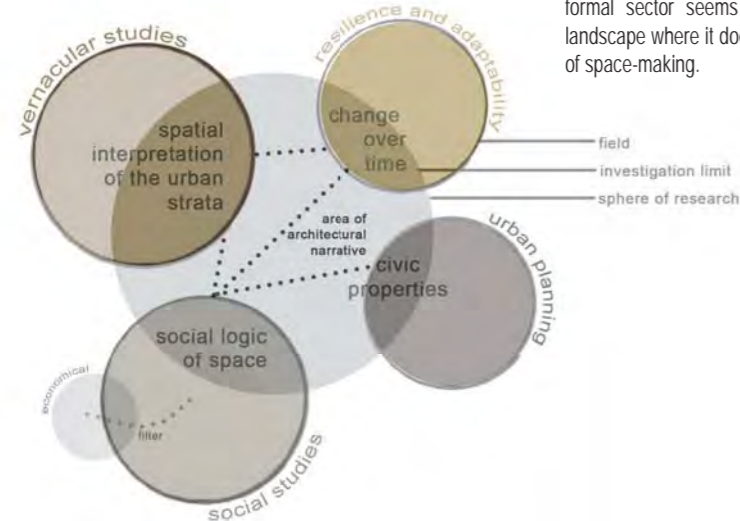 formal sector seems
landscape where it doe
of space-making.
vernacular studies
resilience and adaptability
spatial
interpretation
of the urban
strata
change
over
time
field
investigation limit
sphere of research
area of
architectural
narrative
civic
properties
urban planning
social logic
of space
economical
filter
social studies